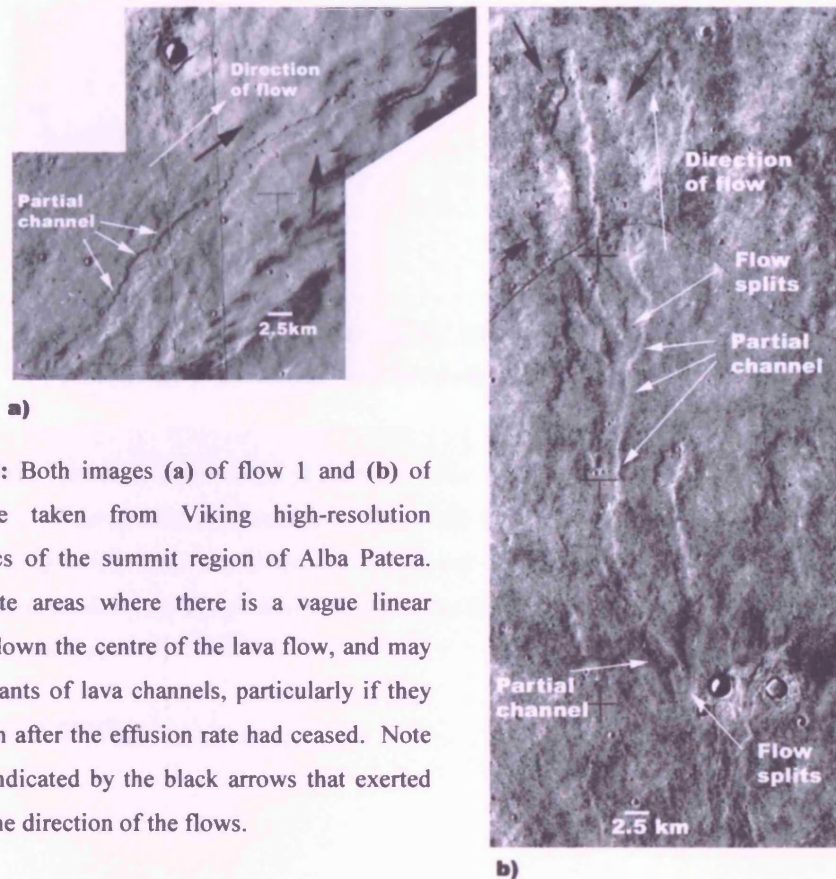 Direction
of flow
Partial
channel
2.5km
a)
Direction
of flow
Flow
splits
Partial
channel
Partial
channel
Flow
splits
2.5 km
b)
: Both images (a) of flow 1 and (b) of
e taken from Viking high-resolution
cs of the summit region of Alba Patera.
te areas where there is a vague linear
down the centre of the lava flow, and may
ants of lava channels, particularly if they
n after the effusion rate had ceased. Note
indicated by the black arrows that exerted
he direction of the flows.